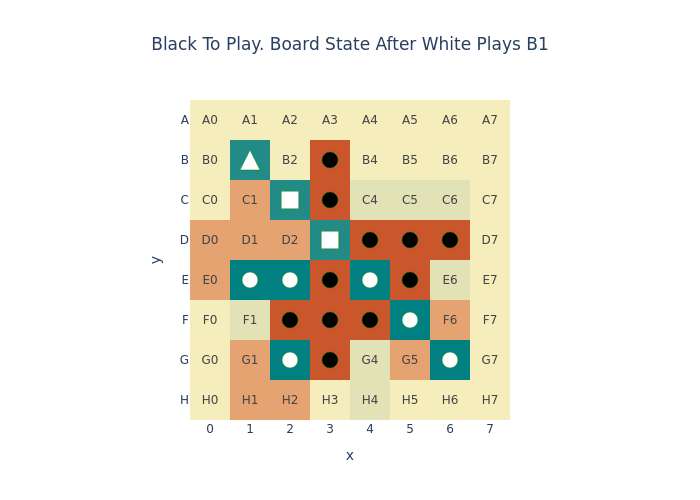 Black To Play. Board State After White Plays B1
A A0 A1 A2 A3 A4 A5 A6 A7
B B0 B2 B4 B5 B6 B7
C C0 C1 C4 C5 C6 C7
D D0 D1 D2 D7
E E0 E6 E7
F F0 F1 F6 F7
G G0 G1 G4 G5 G7
H H0 H1 H2 H3 H4 H5 H6 H7
0 1 2 3 4 5 6 7
x
y